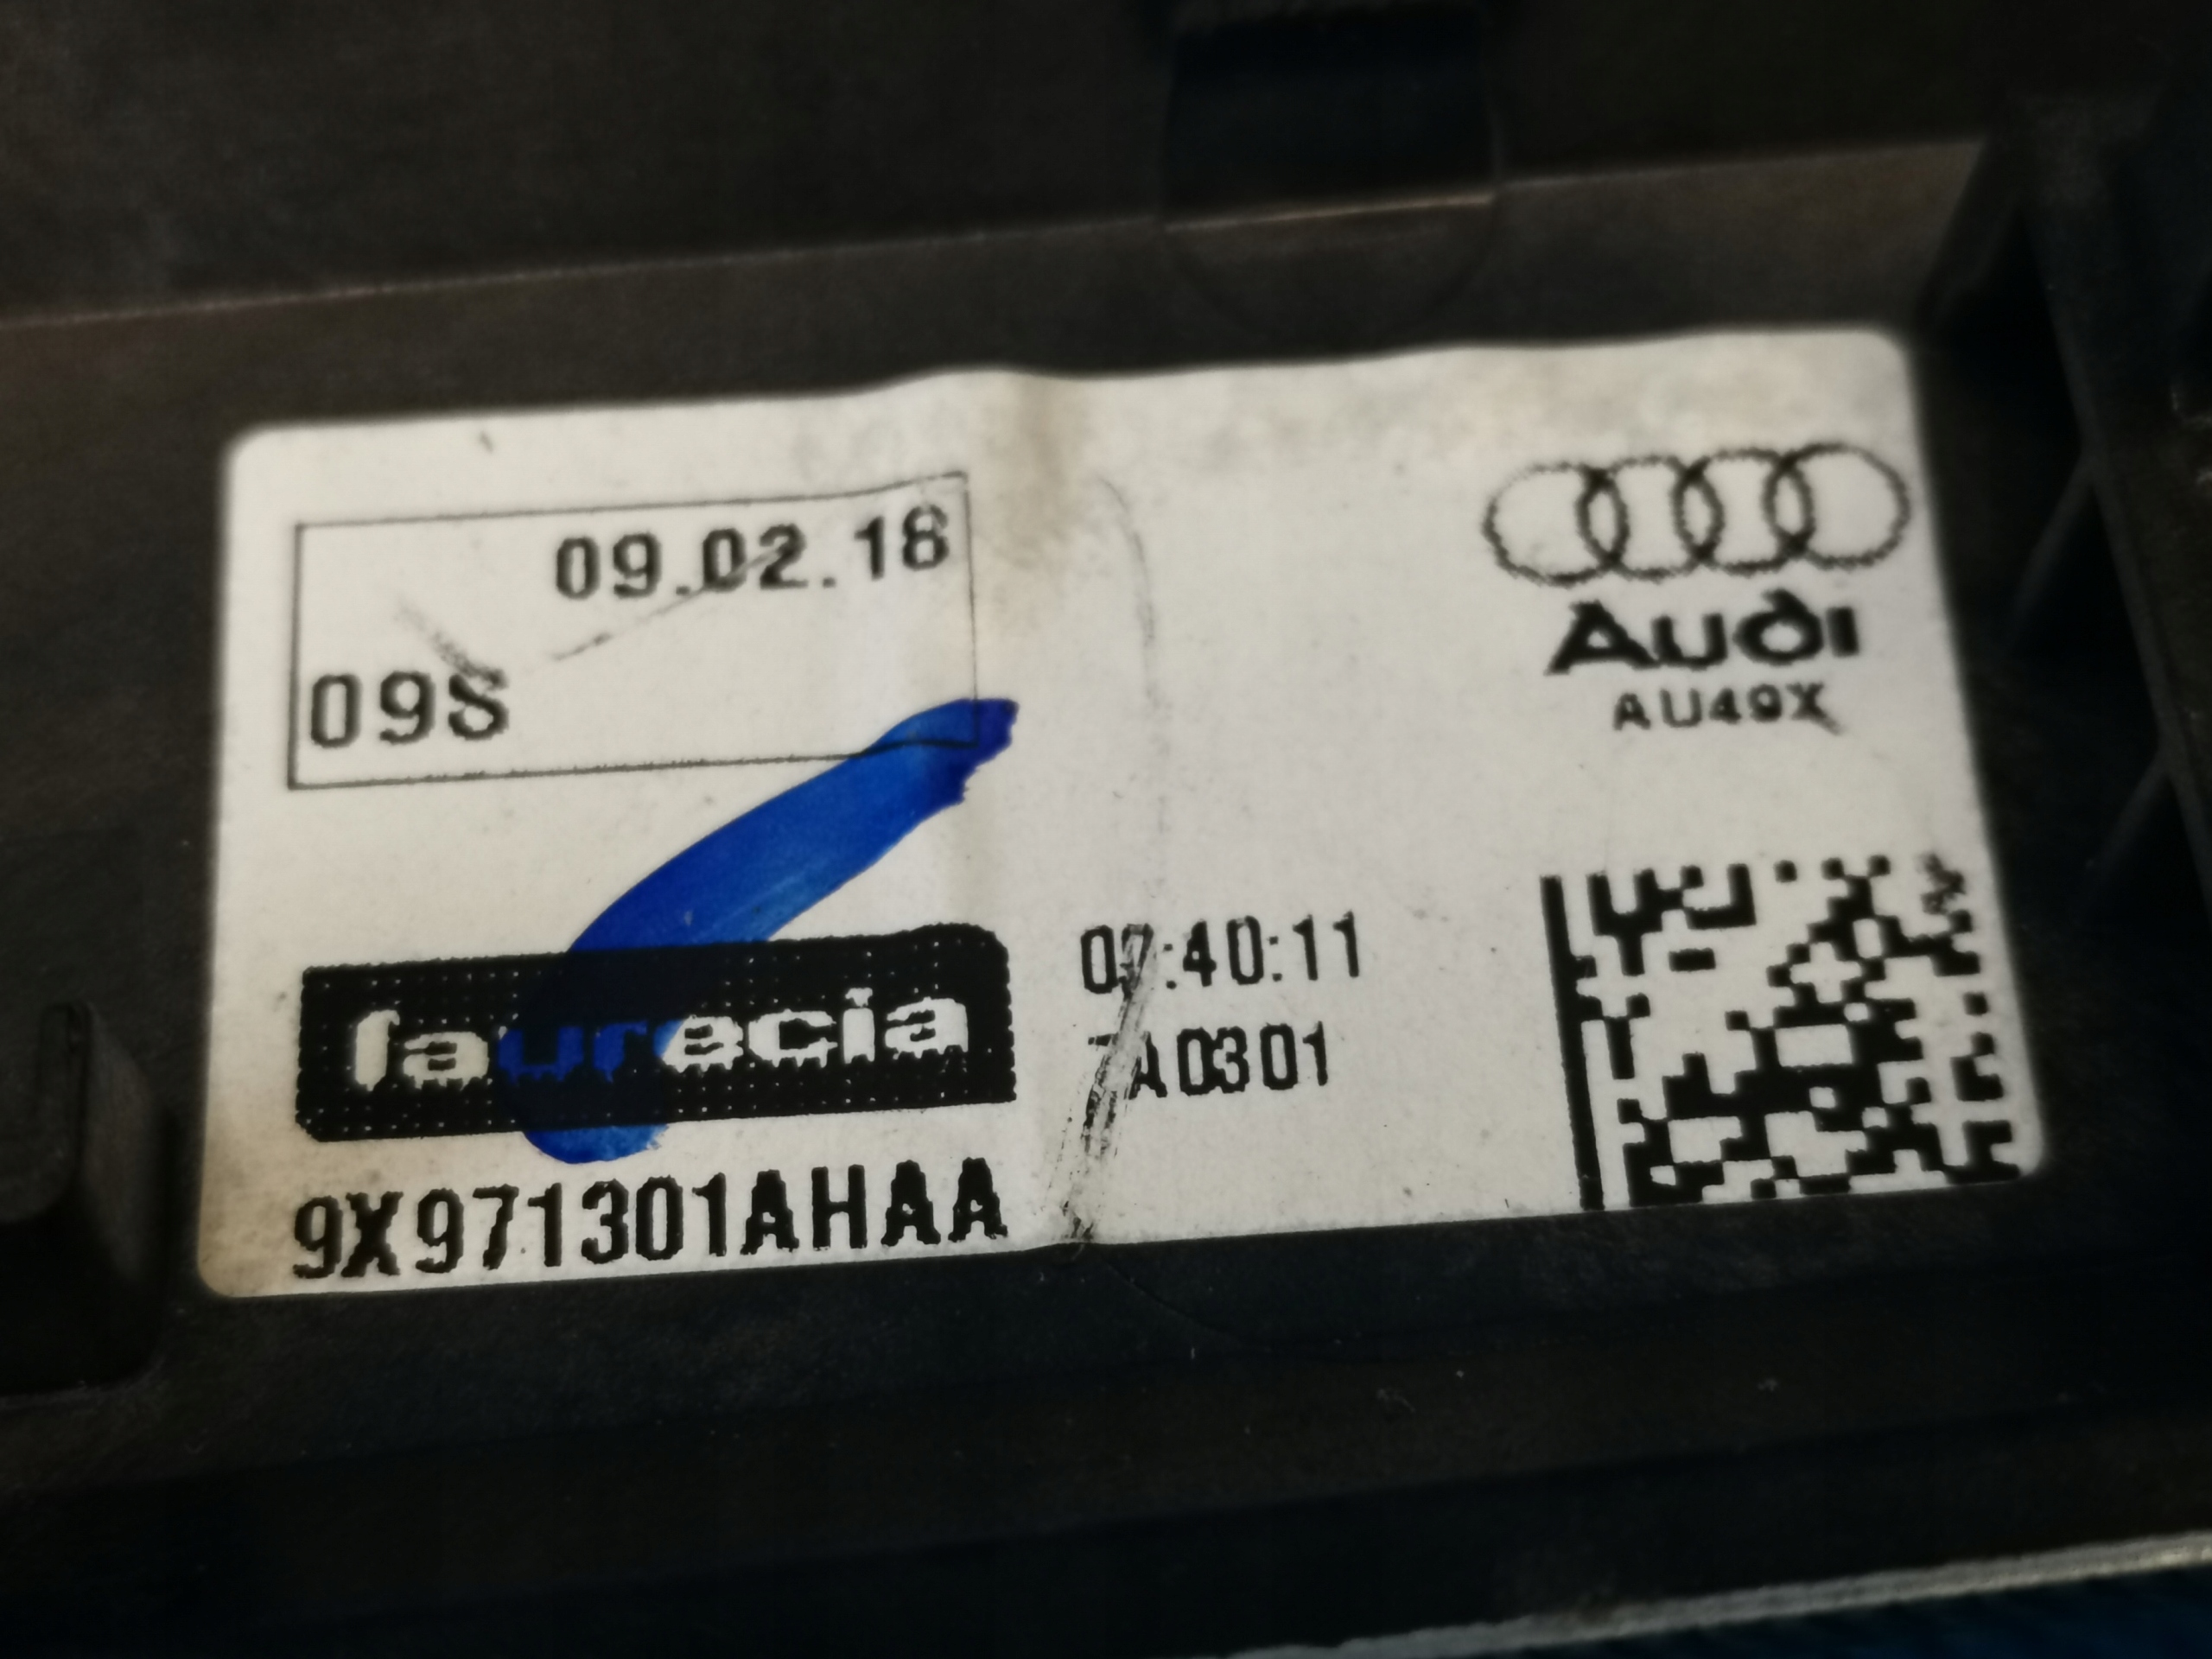 09.02.18
09S
Audi
AU49X
faurecia
:40:11
A0301
9X971301AHAA